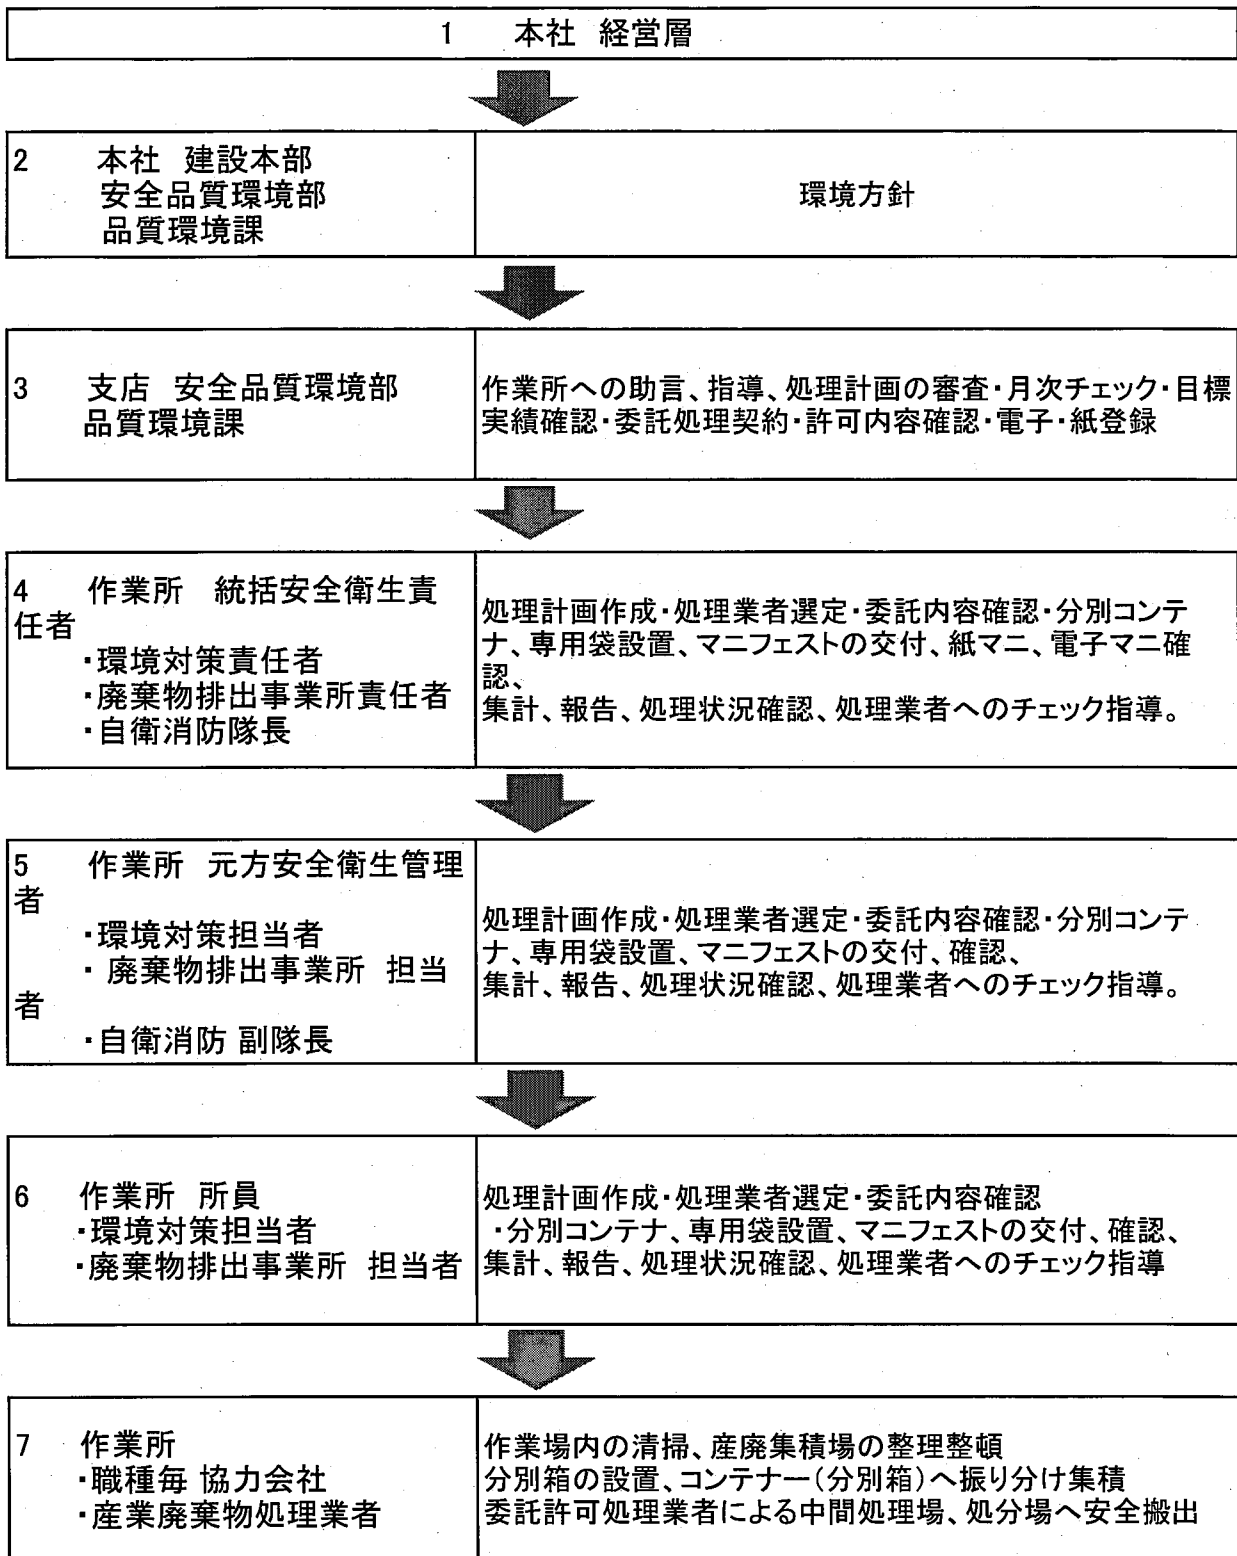 1 本社 経営層
2 本社 建設本部
安全品質環境部
品質環境課
環境方針
3 支店 安全品質環境部
品質環境課
作業所への助言、指導、処理計画の審査・月次チェック・目標
実績確認・委託処理契約・許可内容確認・電子・紙登録
4 作業所 統括安全衛生責
任者
・環境対策責任者
・廃棄物排出事業所責任者
・自衛消防隊長
処理計画作成・処理業者選定・委託内容確認・分別コンテ
ナ、専用袋設置、マニフェストの交付、紙マニ、電子マニ確
認、
集計、報告、処理状況確認、処理業者へのチェック指導。
5 作業所 元方安全衛生管理
者
・環境対策担当者
・ 廃棄物排出事業所 担当
者
・自衛消防 副隊長
処理計画作成・処理業者選定・委託内容確認・分別コンテ
ナ、専用袋設置、マニフェストの交付、確認、
集計、報告、処理状況確認、処理業者へのチェック指導。
6 作業所 所員
・環境対策担当者
・廃棄物排出事業所 担当者
処理計画作成・処理業者選定・委託内容確認
・分別コンテナ、専用袋設置、マニフェストの交付、確認、
集計、報告、処理状況確認、処理業者へのチェック指導
7 作業所
・職種毎 協力会社
・産業廃棄物処理業者
作業場内の清掃、産廃集積場の整理整頓
分別箱の設置、コンテナー(分別箱)へ振り分け集積
委託許可処理業者による中間処理場、処分場へ安全搬出